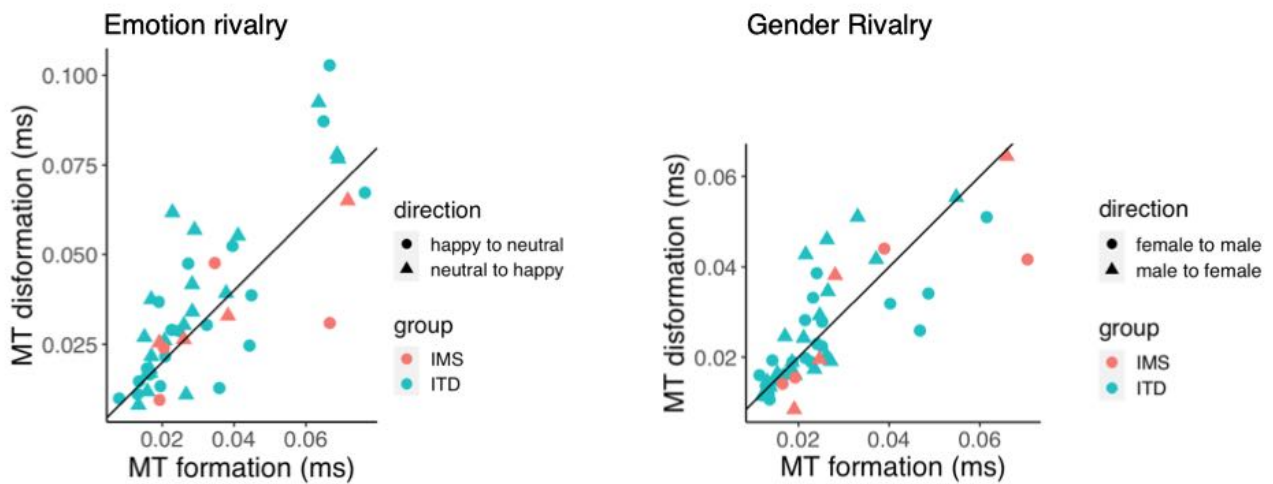 Emotion rivalry
MT disformation (ms)
0.100
0.075
0.050
0.025
0.02 0.04 0.06
MT formation (ms)
direction
happy to neutral
neutral to happy
group
IMS
ITD
Gender Rivalry
MT disformation (ms)
0.06
0.04
0.02
0.02 0.04 0.06
MT formation (ms)
direction
female to male
male to female
group
IMS
ITD